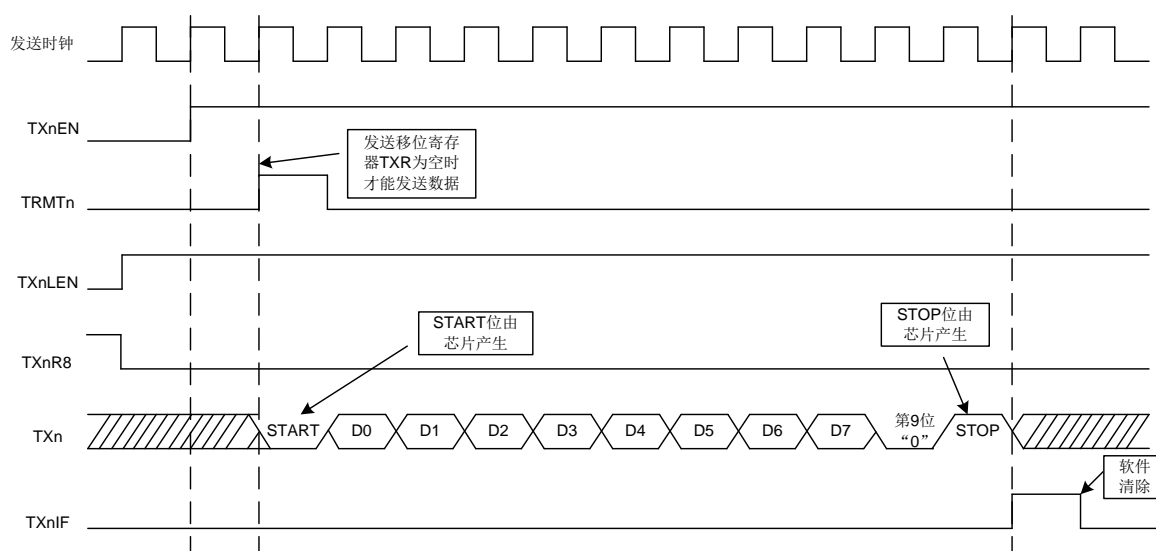 发送时钟
TXnEN
发送移位寄存
器TXR为空时
才能发送数据
TRMTn
TXnLEN
START位由
芯片产生
STOP位由
芯片产生
TXnR8
TXn
START
D0
D1
D2
D3
D4
D5
D6
D7
第9位
“0”
STOP
软件
清除
TXnIF